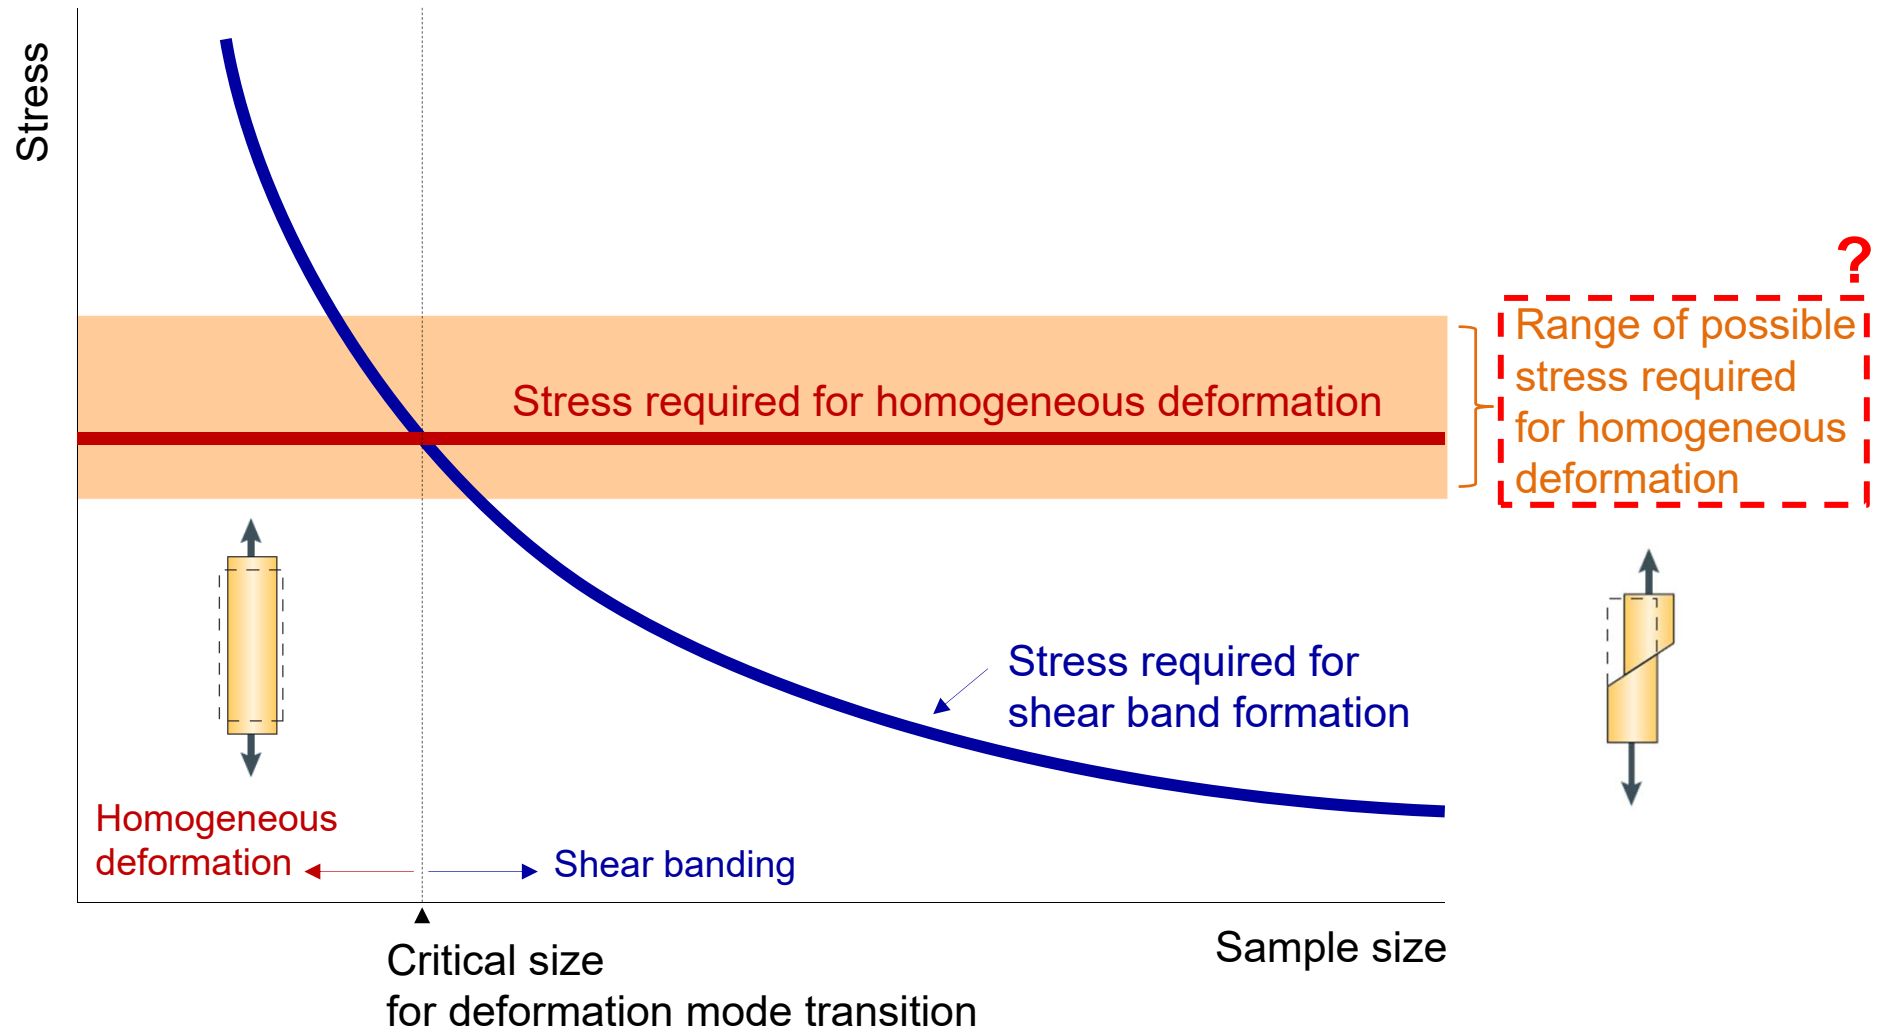 Stress
?
Range of possible
stress required
for homogeneous
deformation
Stress required for homogeneous deformation
Stress required for
shear band formation
Homogeneous
deformation
Shear banding
Critical size
for deformation mode transition
Sample size